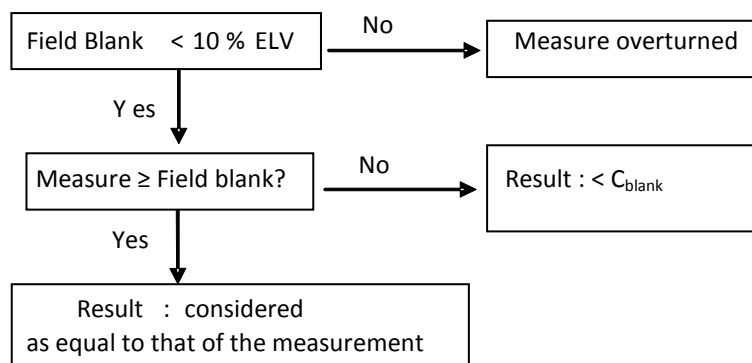 Field Blank < 10 % ELV
No
Measure overturned
Y es
Measure ≥ Field blank?
No
Result : < Cblank
Yes
Result : considered
as equal to that of the measurement